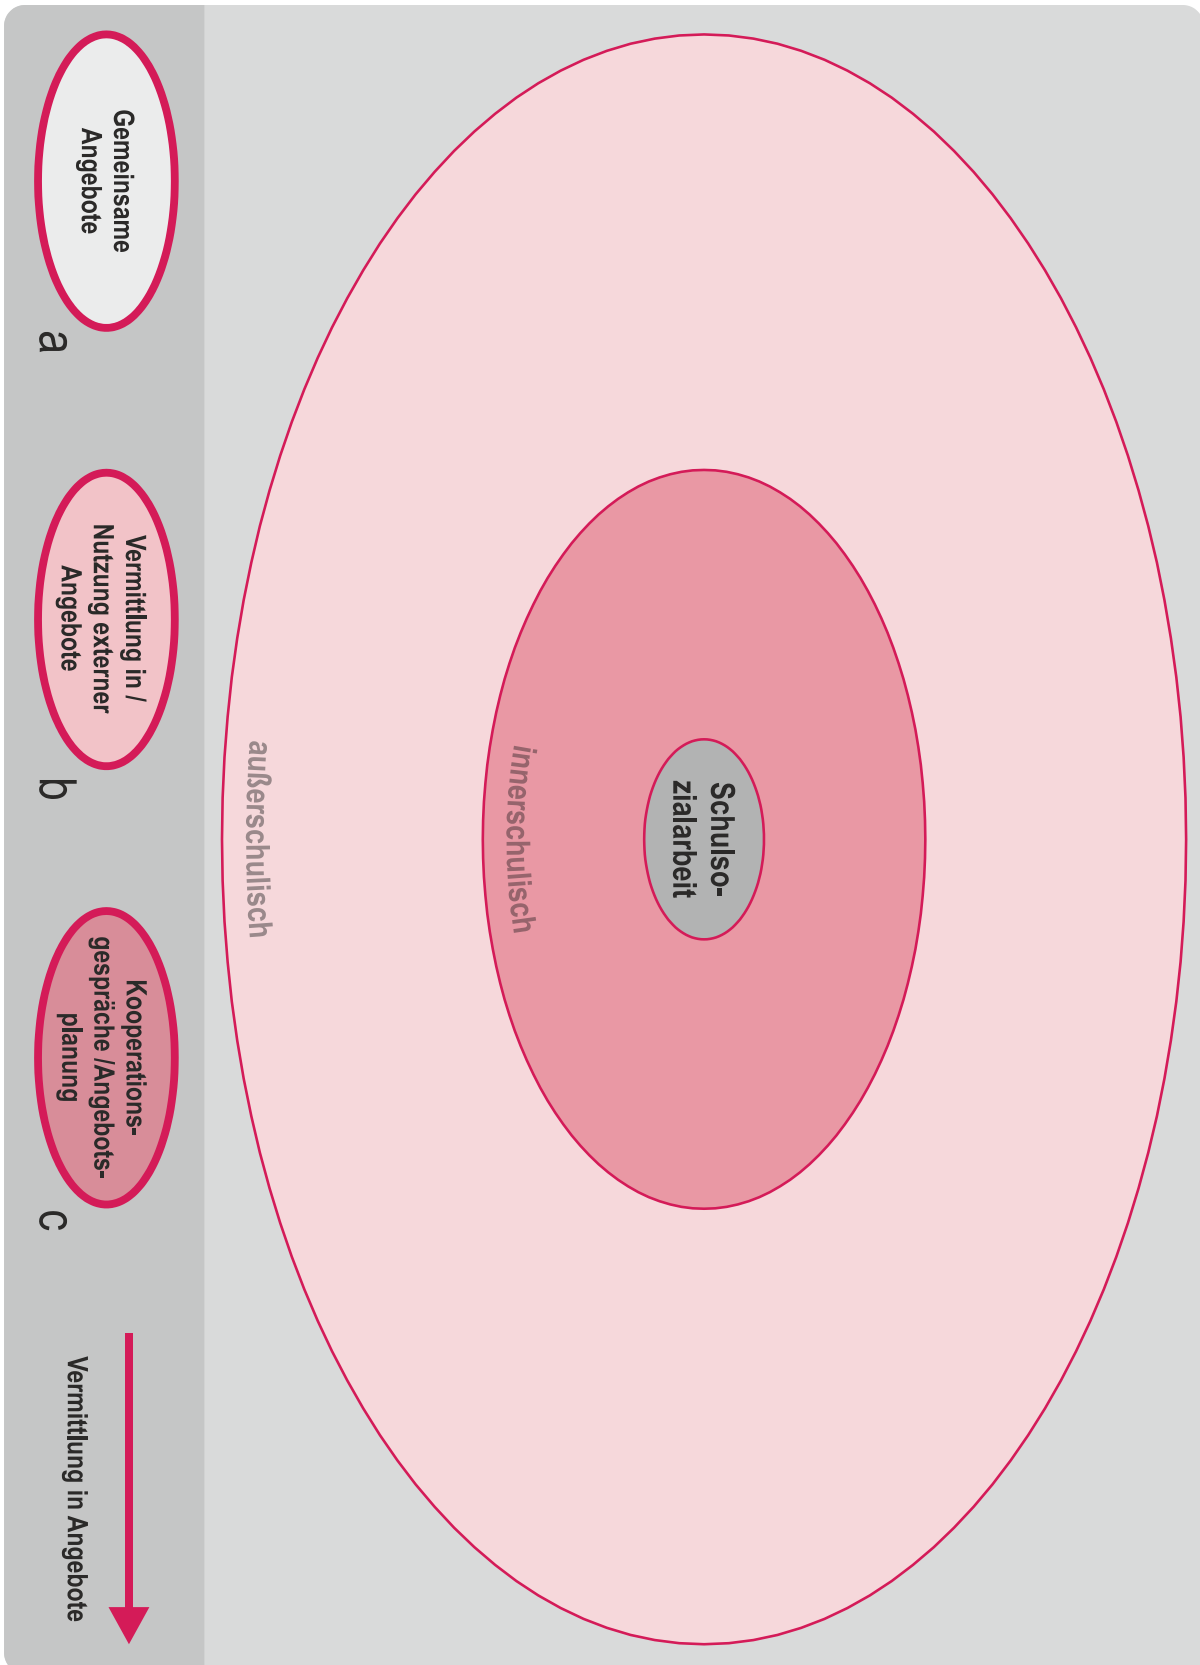 Schulso-
zialarbeit
innerschulisch
außerschulisch
Gemeinsame
Angebote
a
Vermittlung in /
Nutzung externer
Angebote
b
Kooperations-
gespräche /Angebots-
planung
c
Vermittlung in Angebote